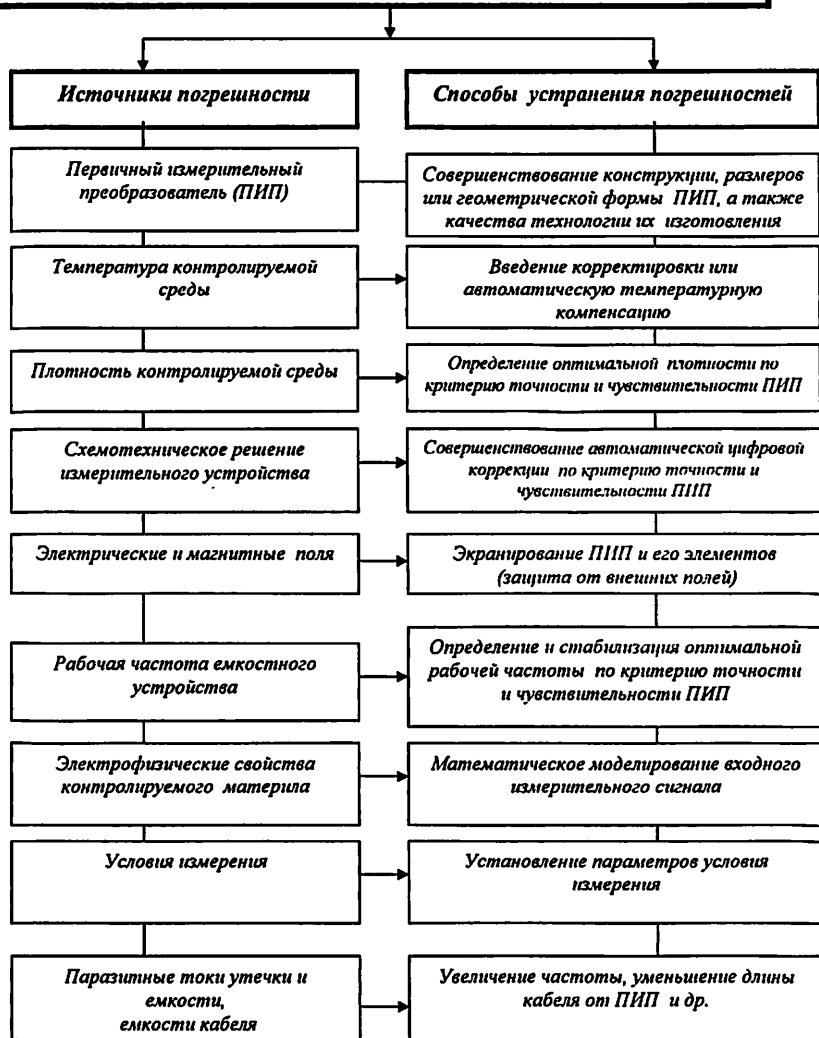 Источники погрешности
Способы устранения погрешностей
Первичный измерительный
преобразователь (ПИП)
Совершенствование конструкции, размеров
или геометрической формы ПИП, а также
качества технологии их изготовления
Температура контролируемой
среды
Введение корректировки или
автоматическую температурную
компенсацию
Плотность контролируемой среды
Определение оптимальной плотности по
критерию точности и чувствительности ПИП
Схемотехническое решение
измерительного устройства
Совершенствование автоматической цифровой
коррекции по критерию точности и
чувствительности ПИП
Электрические и магнитные поля
Экранирование ПИП и его элементов
(защита от внешних полей)
Рабочая частота емкостного
устройства
Определение и стабилизация оптимальной
рабочей частоты по критерию точности
и чувствительности ПИП
Электрофизические свойства
контролируемого материла
Математическое моделирование входного
измерительного сигнала
Условия измерения
Установление параметров условия
измерения
Паразитные токи утечки и
емкости,
емкости кабеля
Увеличение частоты, уменьшение длины
кабеля от ПИП и др.